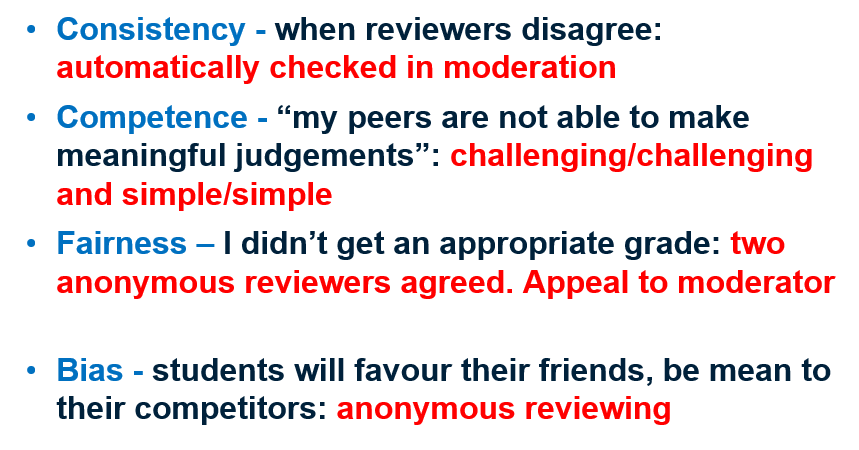 • Consistency - when reviewers disagree:
automatically checked in moderation
• Competence - “my peers are not able to make
meaningful judgements”: challenging/challenging
and simple/simple
• Fairness – I didn’t get an appropriate grade: two
anonymous reviewers agreed. Appeal to moderator
• Bias - students will favour their friends, be mean to
their competitors: anonymous reviewing